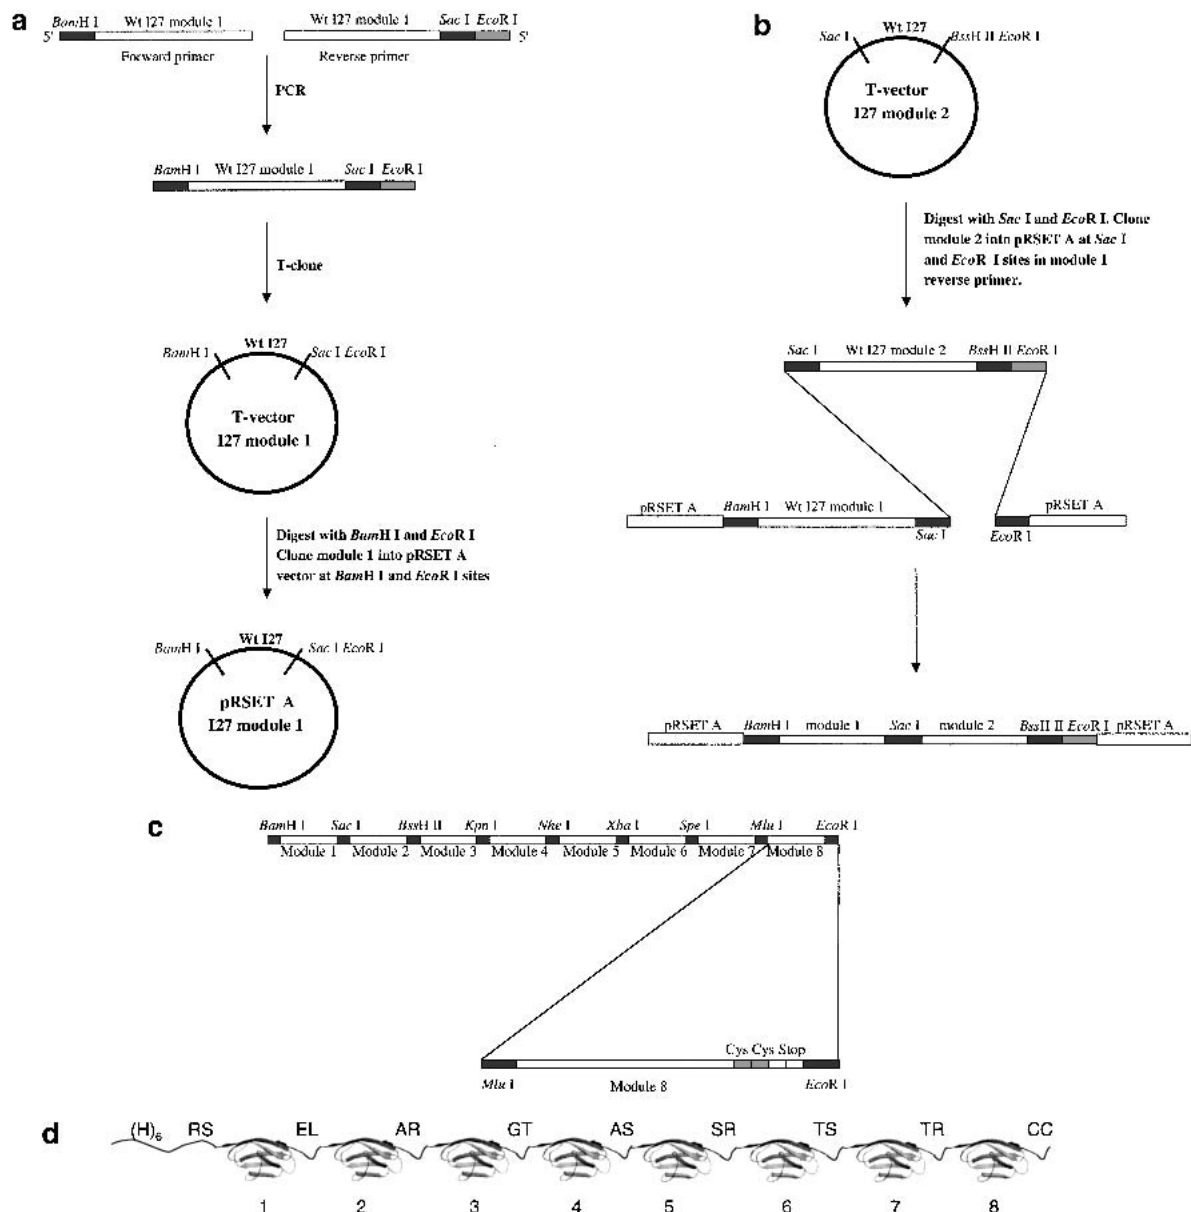 a
BamH I Wt I27 module 1
Wt I27 module 1 Sac I EcoR I
5' 5'
Forward primer Reverse primer
PCR
BamH I Wt I27 module 1 Sac I EcoR I
T-clone
Wt I27
BamH I Sac I EcoR I
T-vector
I27 module 1
Digest with BamH I and EcoR I
Clone module 1 into pRSET A
vector at BamH I and EcoR I sites
Wt I27
BamH I Sac I EcoR I
pRSET A
I27 module 1
b
Wt I27
Sac I BssH II EcoR I
T-vector
I27 module 2
Digest with Sac I and EcoR I. Clone
module 2 into pRSET A at Sac I
and EcoR I sites in module 1
reverse primer.
Sac I Wt I27 module 2 BssH II EcoR I
pRSET A BamH I Wt I27 module 1 pRSET A
Sac I EcoR I
pRSET A BamH I module 1 Sac I module 2 BssH II EcoR I pRSET A
c
BamH I Sac I BssH II Kpn I Nhe I Xba I Spe I Mlu I EcoR I
Module 1 Module 2 Module 3 Module 4 Module 5 Module 6 Module 7 Module 8
Cys Cys Stop
Mlu I Module 8 EcoR I
d
(H)6 RS EL AR GT AS SR TS TR CC
1 2 3 4 5 6 7 8